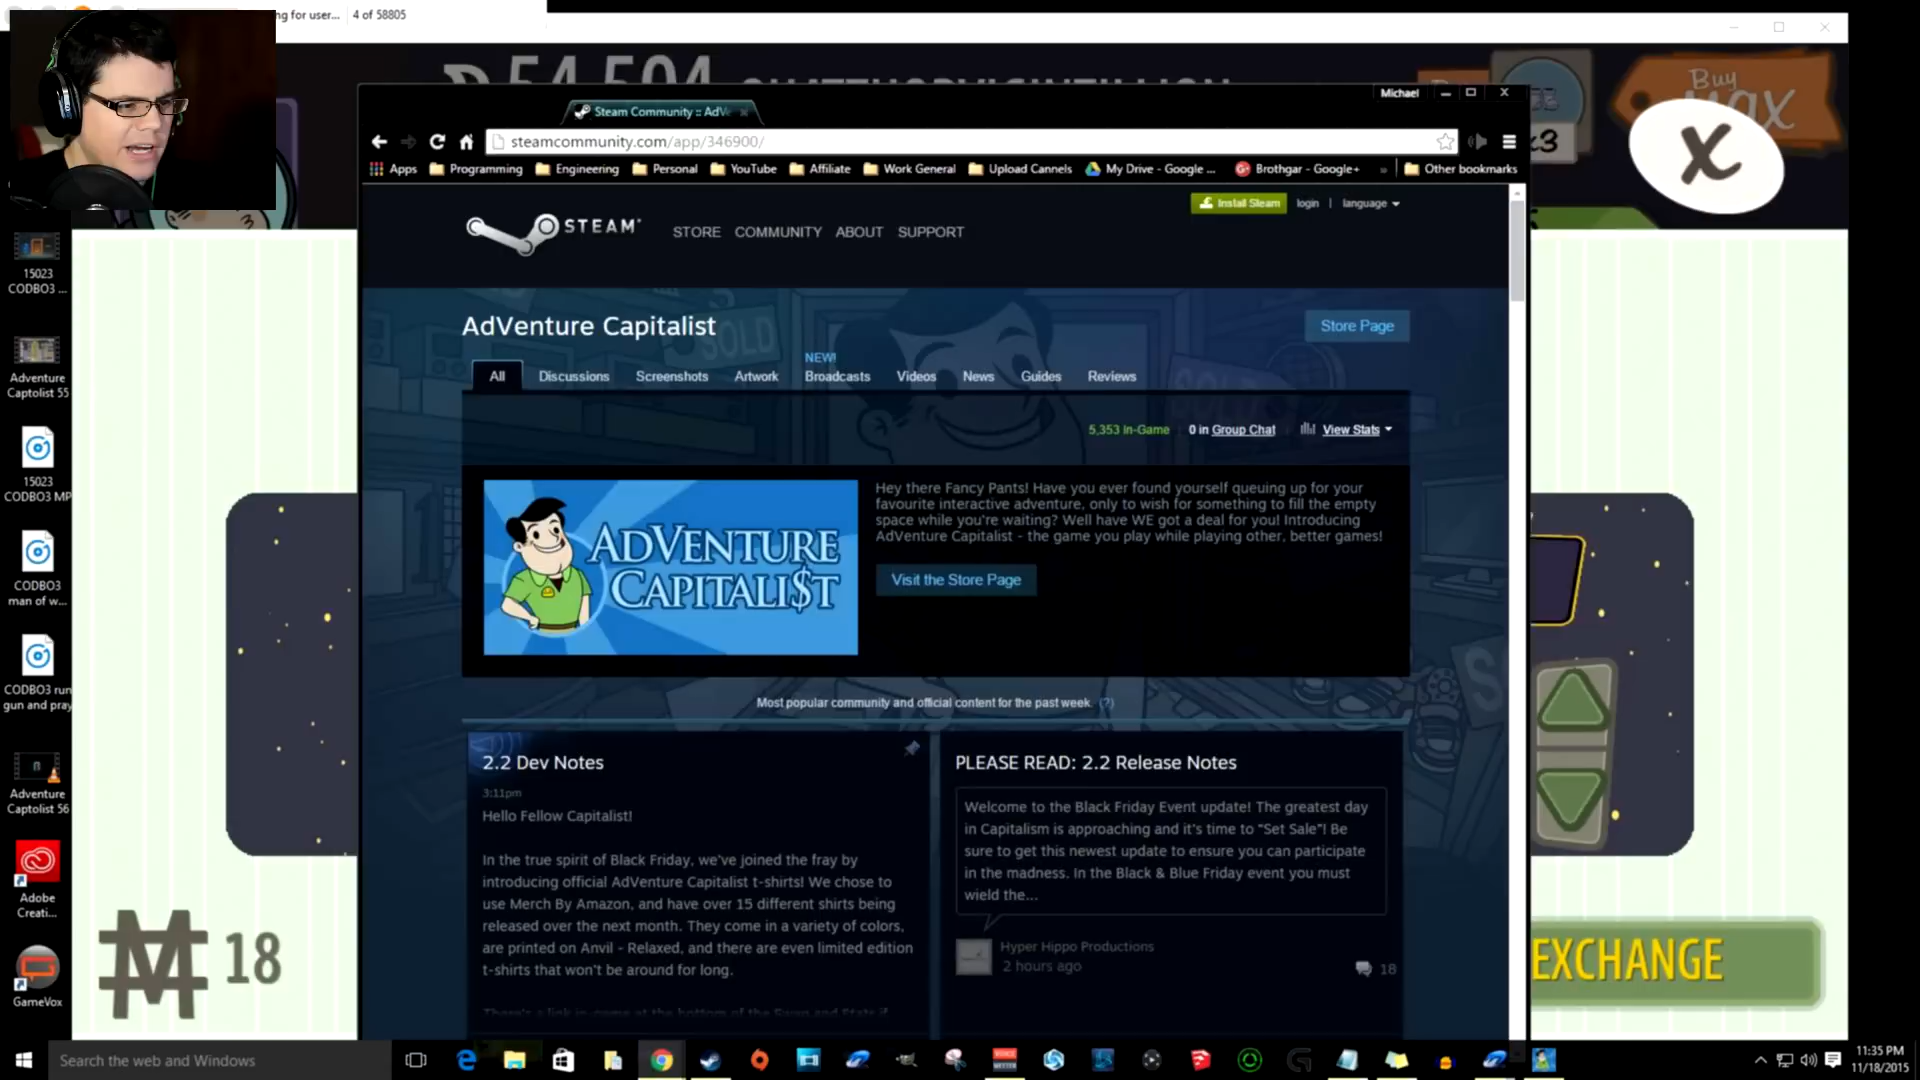 ng for user...
4 of 58805
54.504
Buy
x3
x
Michael
Steam Community :: AdVe
steamcommunity.com/app/346900/
Apps
Programming
Engineering
Personal
YouTube
Affiliate
Work General
Upload Channels
My Drive - Google ...
Brothgar - Google+
»
Other bookmarks
Install Steam
login
|
language
STEAM
STORE
COMMUNITY
ABOUT
SUPPORT
AdVenture Capitalist
Store Page
NEW!
All
Discussions
Screenshots
Artwork
Broadcasts
Videos
News
Guides
Reviews
5,353 In-Game
0 in Group Chat
View Stats
ADVENTURE
CAPITALI$T
Hey there Fancy Pants! Have you ever found yourself queuing up for your
favourite interactive adventure, only to wish for something to fill the empty
space while you're waiting? Well have WE got a deal for you! Introducing
AdVenture Capitalist - the game you play while playing other, better games!
Visit the Store Page
Most popular community and official content for the past week. (?)
2.2 Dev Notes
3:11pm
Hello Fellow Capitalist!
In the true spirit of Black Friday, we've joined the fray by
introducing official AdVenture Capitalist t-shirts! We chose to
use Merch By Amazon, and have over 15 different shirts being
released over the next month. They come in a variety of colors,
are printed on Anvil - Relaxed, and there are even limited edition
t-shirts that won't be around for long.
PLEASE READ: 2.2 Release Notes
Welcome to the Black Friday Event update! The greatest day
in Capitalism is approaching and it's time to "Set Sale"! Be
sure to get this newest update to ensure you can participate
in the madness. In the Black & Blue Friday event you must
wield the...
Hyper Hippo Productions
2 hours ago
18
15023
CODBO3 ...
Adventure
Captolist 55
15023
CODBO3 MP
CODBO3
man of w...
CODBO3 run
gun and pray
Adventure
Captolist 56
Adobe
Creati...
GameVox
18
EXCHANGE
Search the web and Windows
11:35 PM
11/18/2015